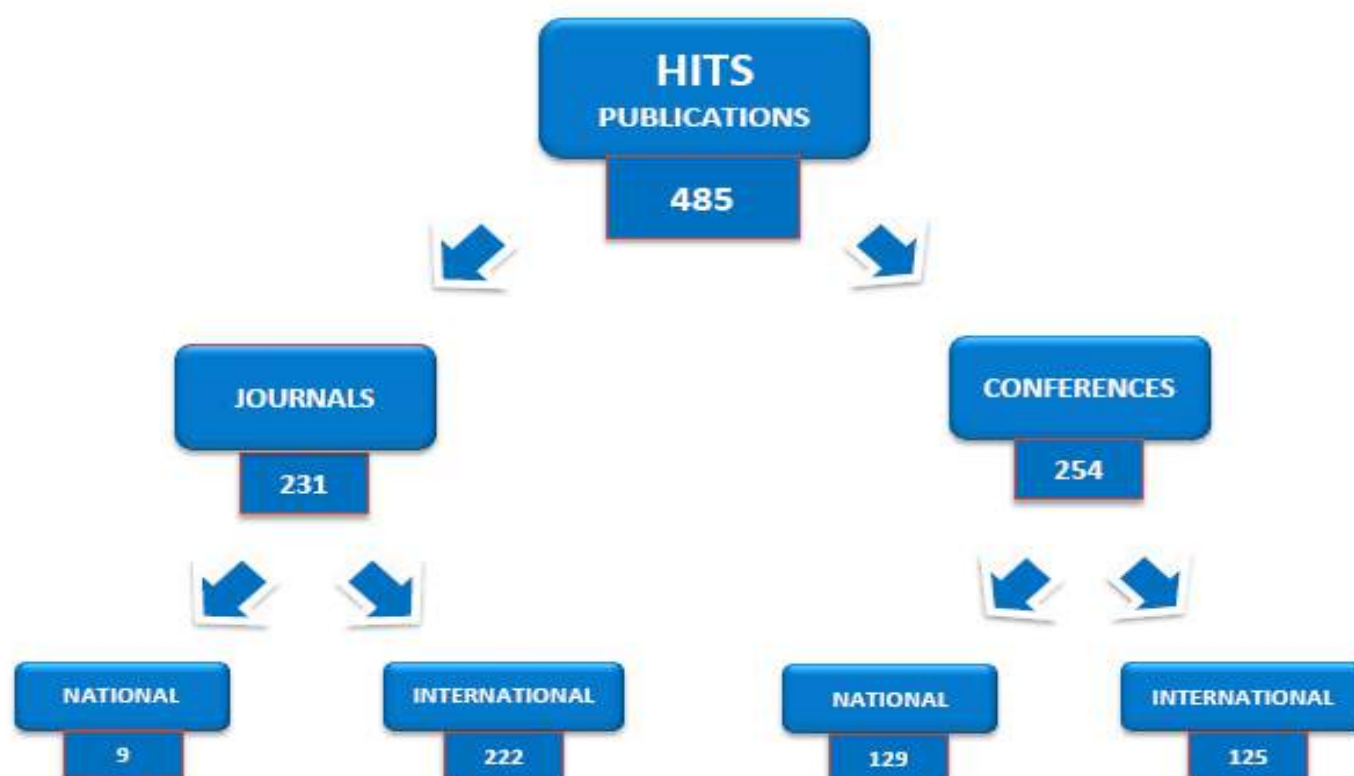 HITS
PUBLICATIONS
485
JOURNALS
231
CONFERENCES
254
NATIONAL
9
INTERNATIONAL
222
NATIONAL
129
INTERNATIONAL
125